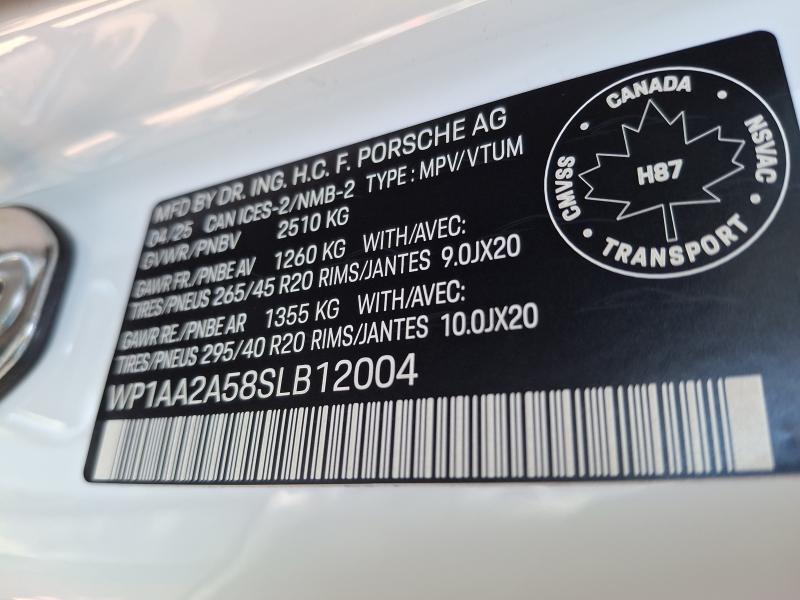 MFD BY DR. ING. H.C. F. PORSCHE AG
04/25 CAN ICES-2/NMB-2 TYPE : MPV/VTUM
GVWR/PNBV 2510 KG
GAWR FR./PNBE AV 1260 KG WITH/AVEC:
TIRES/PNEUS 265/45 R20 RIMS/JANTES 9.0JX20
GAWR RE./PNBE AR 1355 KG WITH/AVEC:
TIRES/PNEUS 295/40 R20 RIMS/JANTES 10.0JX20
WP1AA2A58SLB12004
CANADA
CMVSS
NSVAC
H87
TRANSPORT